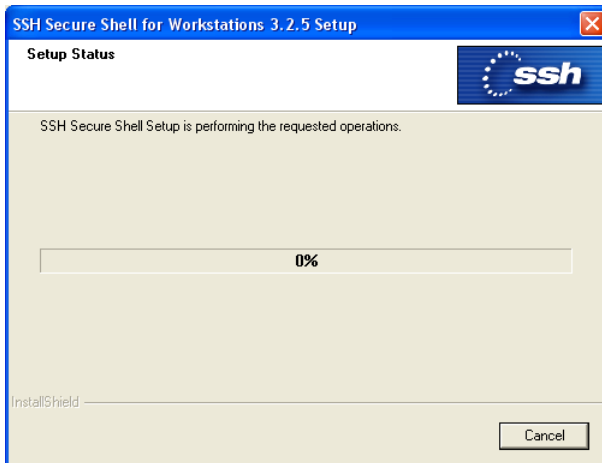 SSH Secure Shell for Workstations 3.2.5 Setup
Setup Status
ssh
SSH Secure Shell Setup is performing the requested operations.
0%
InstallShield
Cancel